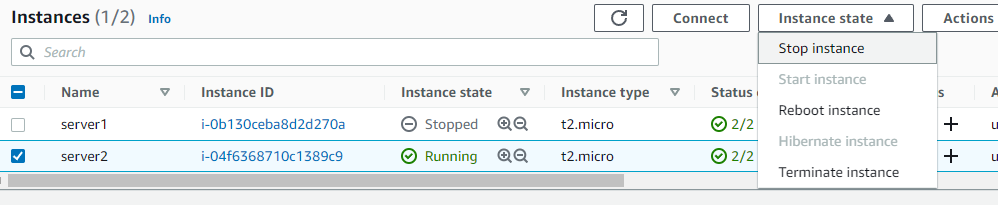 Instances (1/2) Info Connect Instance state Actions
Search
Stop instance
Start instance
Name Instance ID Instance state Instance type Status
Reboot instance
server1 i-0b130ceba8d2d270a Stopped t2.micro 2/2
Hibernate instance
server2 i-04f6368710c1389c9 Running t2.micro 2/2
Terminate instance